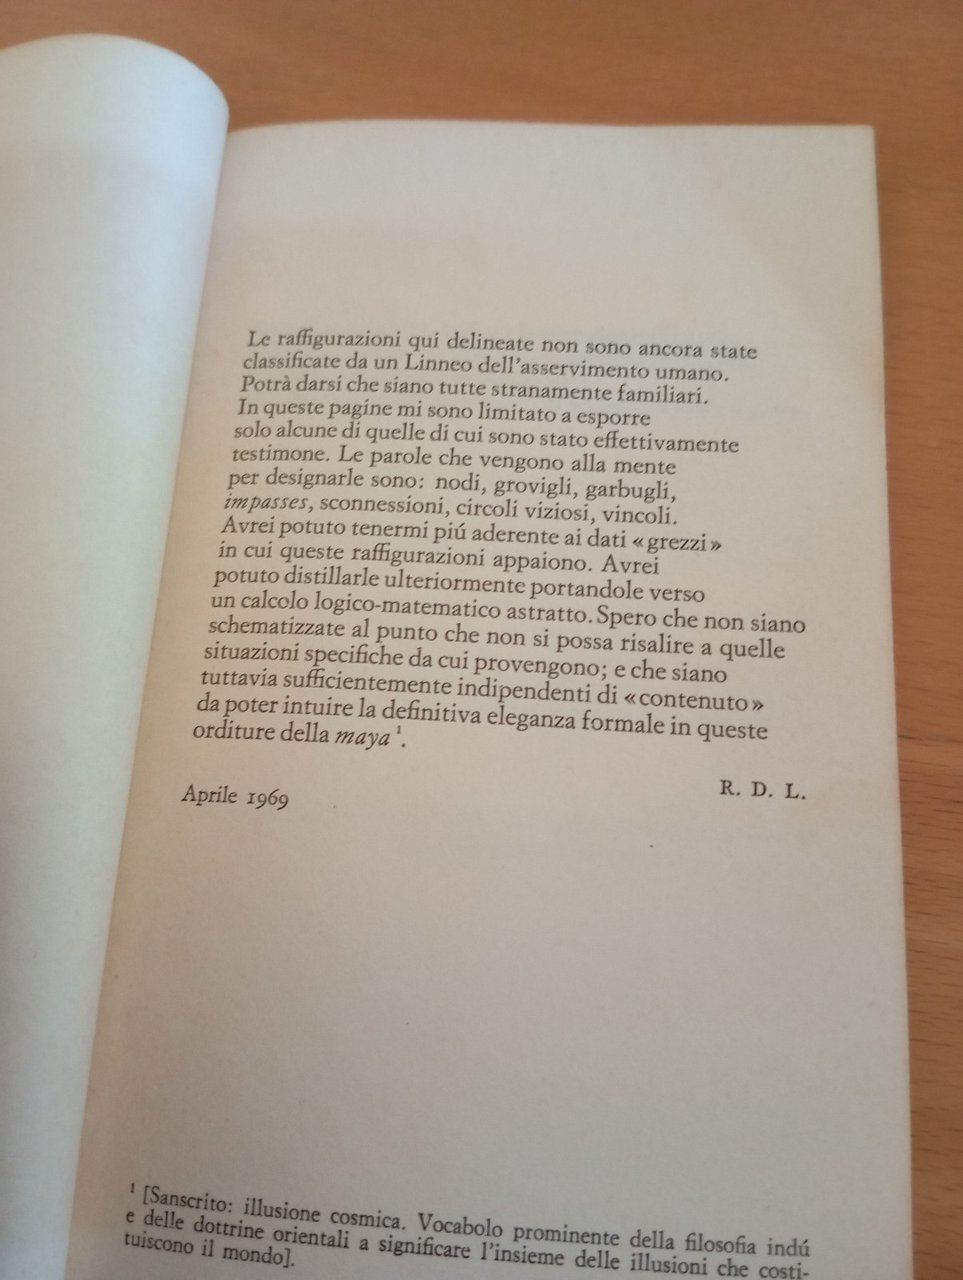 Le raffigurazioni qui delineate non sono ancora state
classificate da un Linneo dell'asservimento umano.
Potrà darsi che siano tutte stranamente familiari.
In queste pagine mi sono limitato a esporre
solo alcune di quelle di cui sono stato effettivamente
testimone. Le parole che vengono alla mente
per designarle sono: nodi, grovigli, garbugli,
impasses, sconnessioni, circoli viziosi, vincoli.
Avrei potuto tenermi piú aderente ai dati «grezzi»
in cui queste raffigurazioni appaiono. Avrei
potuto distillarle ulteriormente portandole verso
un calcolo logico-matematico astratto. Spero che non siano
schematizzate al punto che non si possa risalire a quelle
situazioni specifiche da cui provengono; e che siano
tuttavia sufficientemente indipendenti di «contenuto»
da poter intuire la definitiva eleganza formale in queste
orditure della maya¹.
R. D. L.
Aprile 1969
¹ [Sanscrito: illusione cosmica. Vocabolo prominente della filosofia indú
e delle dottrine orientali a significare l'insieme delle illusioni che costi-
tuiscono il mondo].